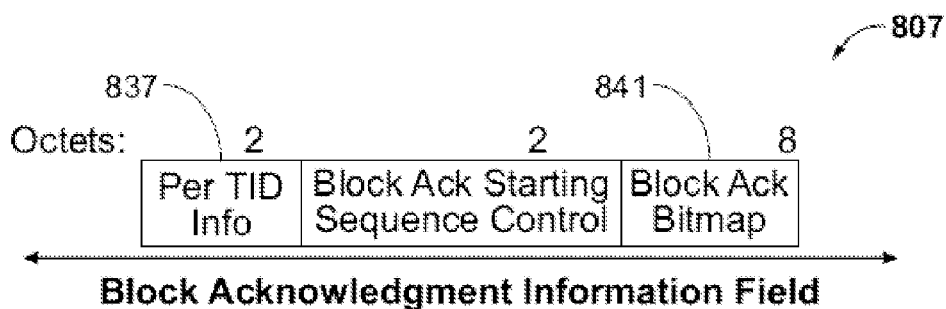 807
837
841
Octets: 2 2 8
Per TID Info
Block Ack Starting Sequence Control
Block Ack Bitmap
Block Acknowledgment Information Field